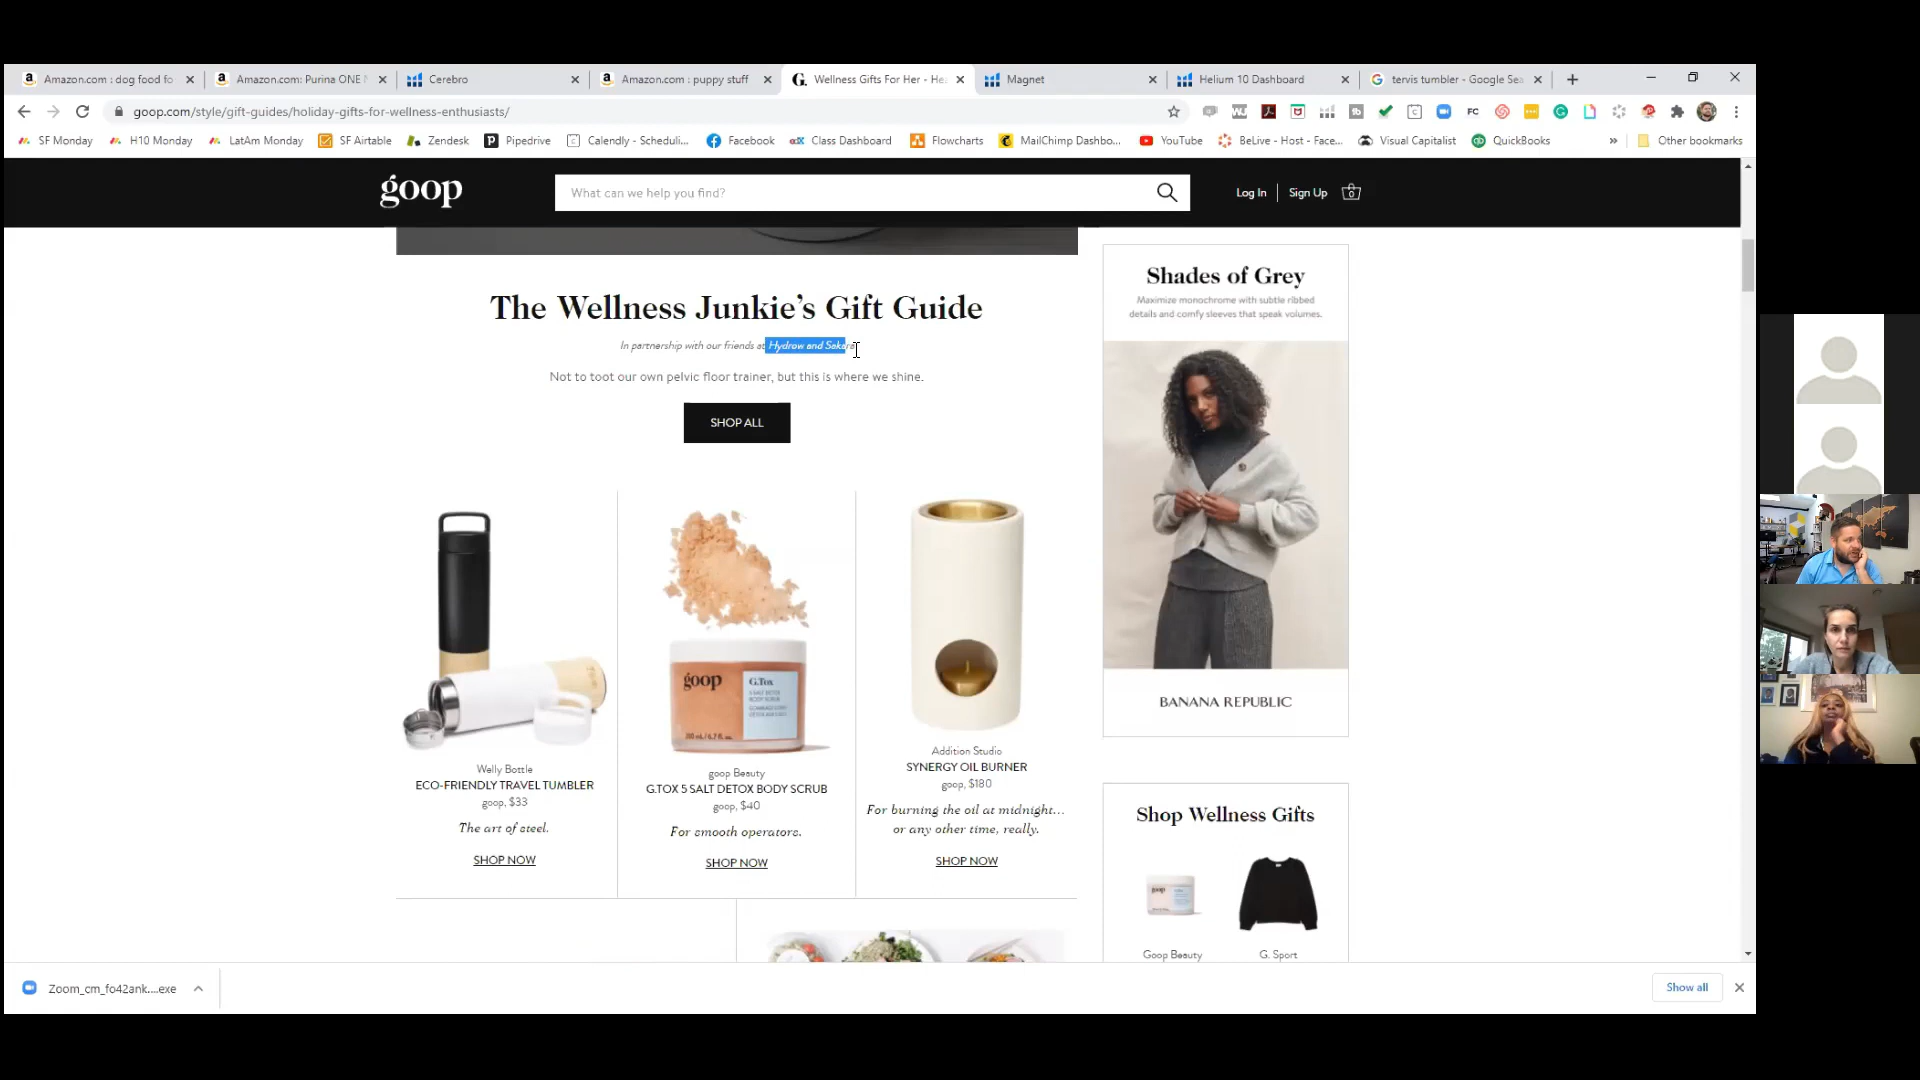 Amazon.com : dog food fo
Amazon.com: Purina ONE N
Cerebro
Amazon.com : puppy stuff
G. Wellness Gifts For Her - He
Magnet
Helium 10 Dashboard
tervis tumbler - Google Sea
goop.com/style/gift-guides/holiday-gifts-for-wellness-enthusiasts/
SF Monday
H10 Monday
LatAm Monday
SF Airtable
Zendesk
Pipedrive
Calendly - Scheduli...
Facebook
Class Dashboard
Flowcharts
MailChimp Dashbo...
YouTube
BeLive - Host - Face...
Visual Capitalist
QuickBooks
»
Other bookmarks
goop
What can we help you find?
Log In
Sign Up
0
The Wellness Junkie's Gift Guide
In partnership with our friends at Hydrow and Sakara
Not to toot our own pelvic floor trainer, but this is where we shine.
SHOP ALL
goop
G.Tox
Welly Bottle
ECO-FRIENDLY TRAVEL TUMBLER
goop, $33
The art of steel.
SHOP NOW
goop Beauty
G.TOX 5 SALT DETOX BODY SCRUB
goop, $40
For smooth operators.
SHOP NOW
Addition Studio
SYNERGY OIL BURNER
goop, $180
For burning the oil at midnight...
or any other time, really.
SHOP NOW
Shades of Grey
Maximize monochrome with subtle ribbed
details and comfy sleeves that speak volumes.
BANANA REPUBLIC
Shop Wellness Gifts
goop
Goop Beauty
G. Sport
Zoom_cm_fo42ank....exe
Show all